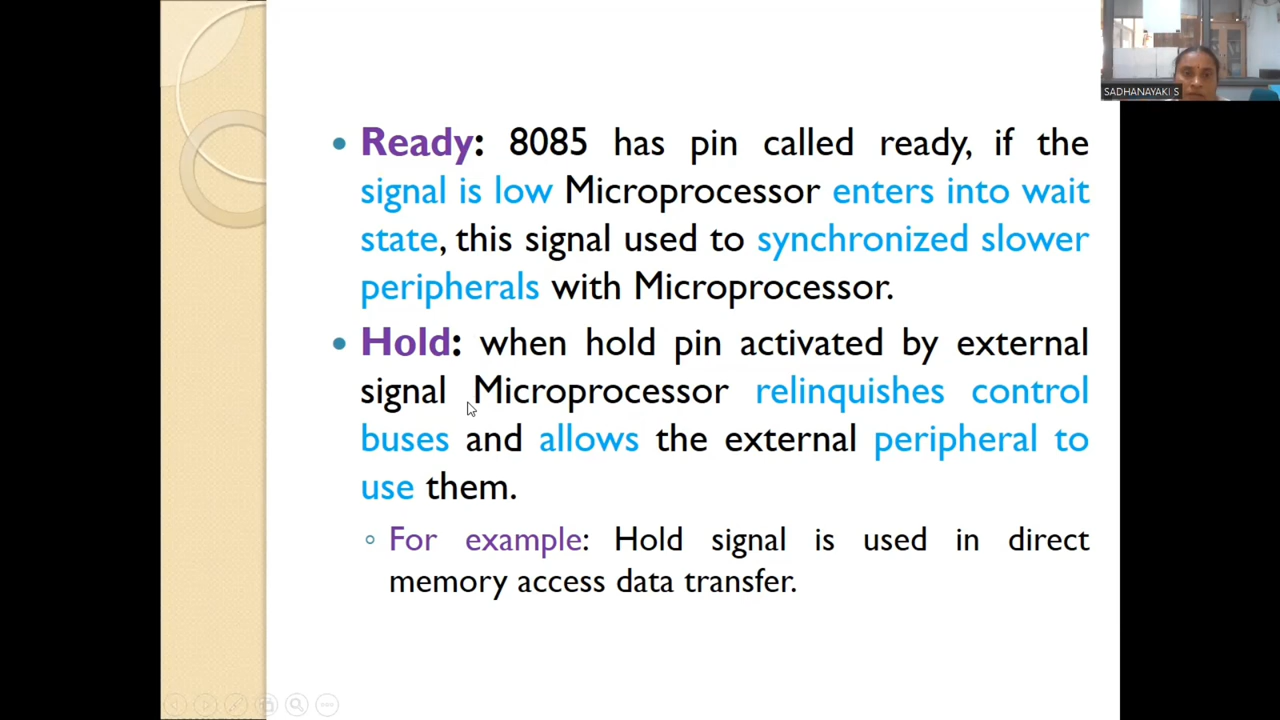 SADHANAYAKI S
Ready: 8085 has pin called ready, if the
signal is low Microprocessor enters into wait
state, this signal used to synchronized slower
peripherals with Microprocessor.
Hold: when hold pin activated by external
signal Microprocessor relinquishes control
buses and allows the external peripheral to
use them.
For example: Hold signal is used in direct
memory access data transfer.